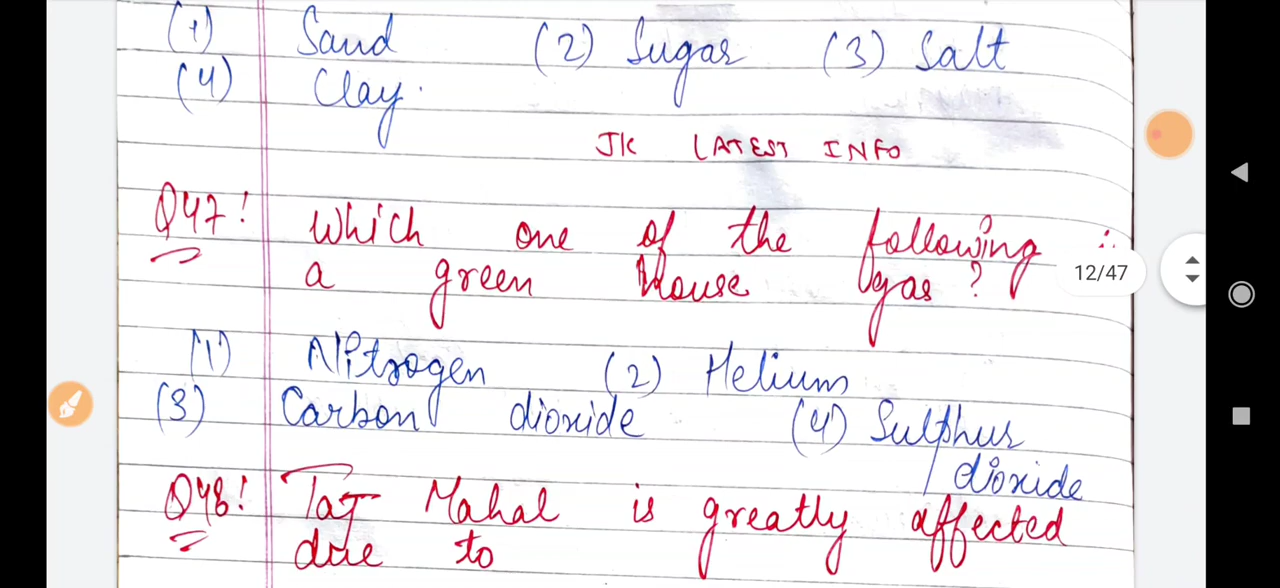 (1) Sand (2) Sugar (3) Salt
(4) Clay.
JK LATEST INFO
Q47! Which one of the following
a green house gas?
12/47
(1) Nitrogen (2) Helium
(3) Carbon dioxide (4) Sulphur
dioxide
Q48! Taj Mahal is greatly affected
due to